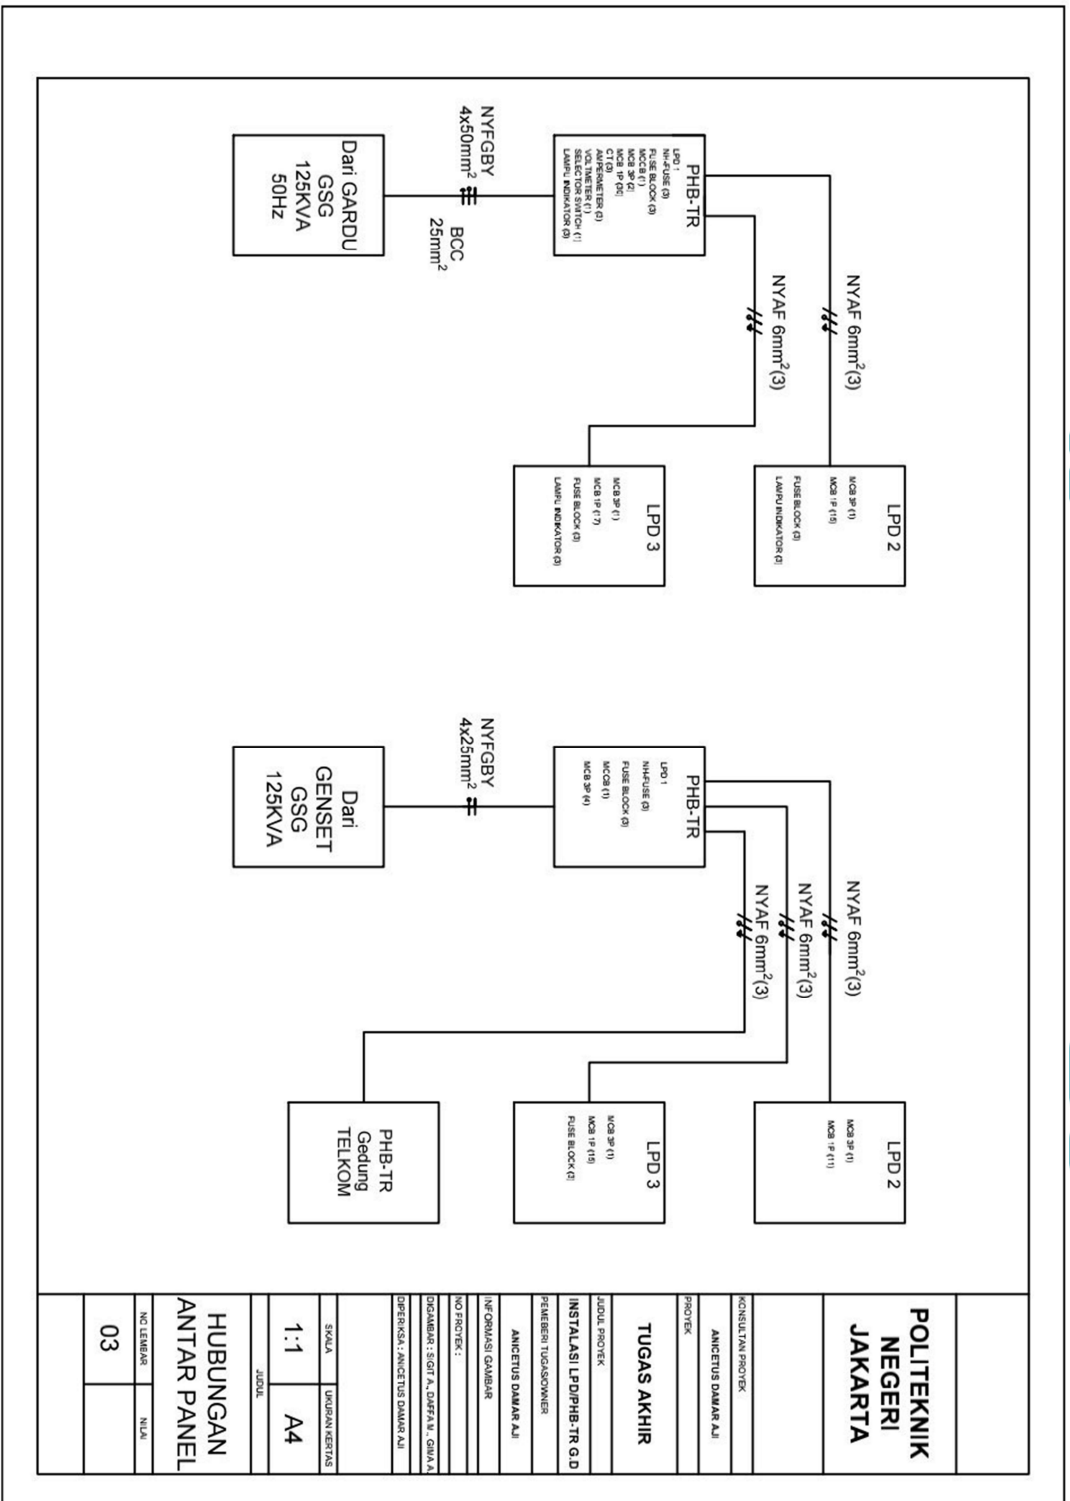 PHB-TR
LPD 1
NH-FUSE (3)
FUSE BLOCK (3)
MCCB (1)
MCB 3P (2)
MCB 1P (30)
CT (3)
AMPERMETER (3)
VOLTMETER (1)
SELECTOR SWITCH (1)
LAMPU INDIKATOR (3)
NYFGBY
4x50mm²
BCC
25mm²
Dari GARDU
GSG
125KVA
50Hz
NYAF 6mm²(3)
NYAF 6mm²(3)
LPD 2
MCB 3P (1)
MCB 1P (15)
FUSE BLOCK (3)
LAMPU INDIKATOR (3)
LPD 3
MCB 3P (1)
MCB 1P (17)
FUSE BLOCK (3)
LAMPU INDIKATOR (3)
PHB-TR
LPD 1
NH-FUSE (3)
FUSE BLOCK (3)
MCCB (1)
MCB 3P (4)
NYFGBY
4x25mm²
Dari
GENSET
GSG
125KVA
NYAF 6mm²(3)
NYAF 6mm²(3)
NYAF 6mm²(3)
LPD 2
MCB 3P (1)
MCB 1P (11)
LPD 3
MCB 3P (1)
MCB 1P (15)
FUSE BLOCK (3)
PHB-TR
Gedung
TELKOM
POLITEKNIK
NEGERI
JAKARTA
KONSULTAN PROYEK
ANICETUS DAMAR AJI
PROYEK
TUGAS AKHIR
JUDUL PROYEK
INSTALASI LPD/PHB-TR G.D
PEMEBERI TUGAS/OWNER
ANICETUS DAMAR AJI
INFORMASI GAMBAR
NO PROYEK :
DIGAMBAR : SIGIT A., DAFFA M., GIMA A.
DIPERIKSA : ANICETUS DAMAR AJI
SKALA
UKURAN KERTAS
1:1
A4
JUDUL
HUBUNGAN
ANTAR PANEL
NO LEMBAR
NILAI
03